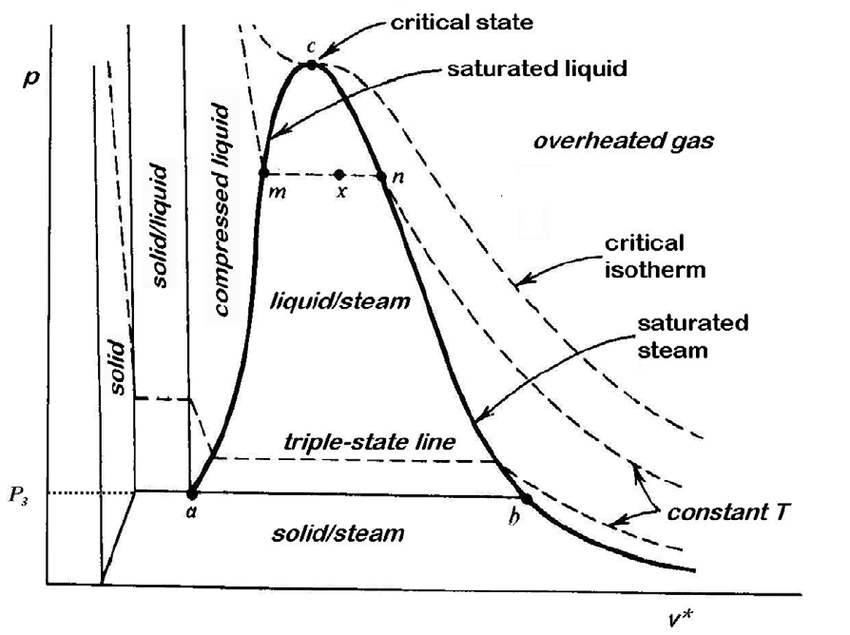 critical state
c
p
saturated liquid
compressed liquid
solid/liquid
overheated gas
m
x
n
critical
isotherm
liquid/steam
saturated
steam
solid
triple-state line
P3
a
b
constant T
solid/steam
v*